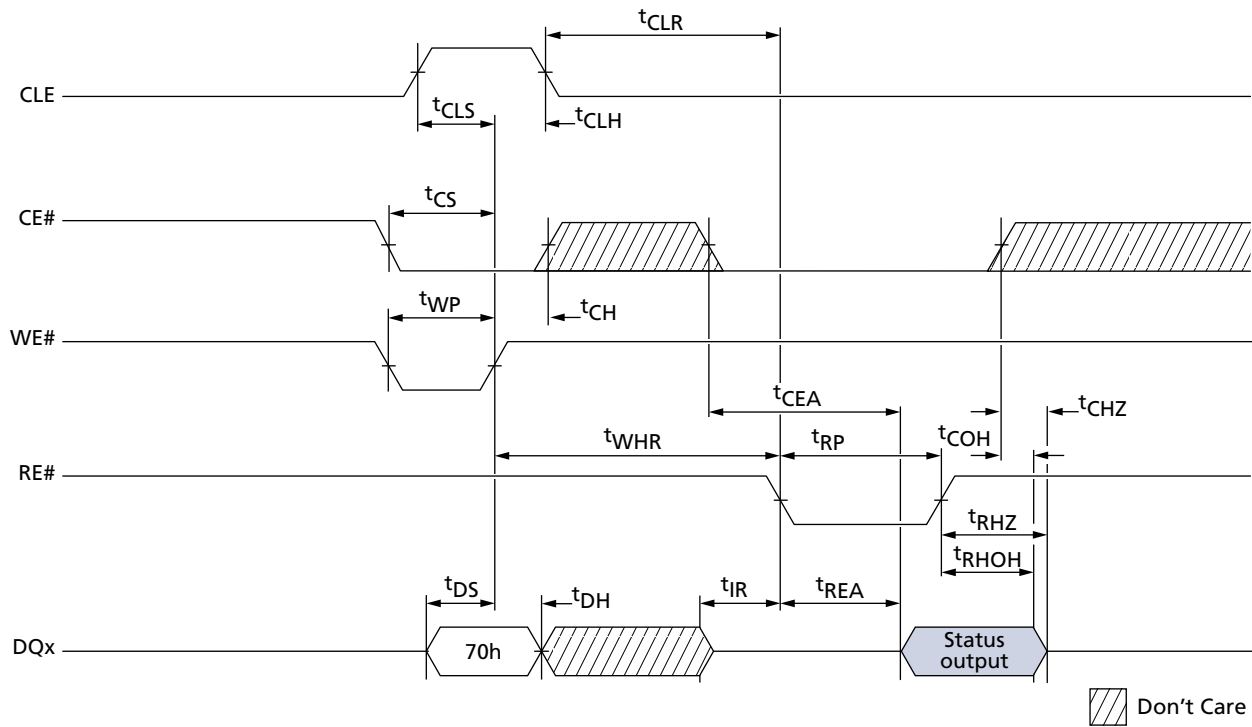 tCLR
CLE
tCLS
tCLH
tCS
CE#
tWP
tCH
WE#
tCEA
tCHZ
tWHR
tRP
tCOH
RE#
tRHZ
tRHOH
tDS
tDH
tIR
tREA
DQx
70h
Status
output
Don't Care